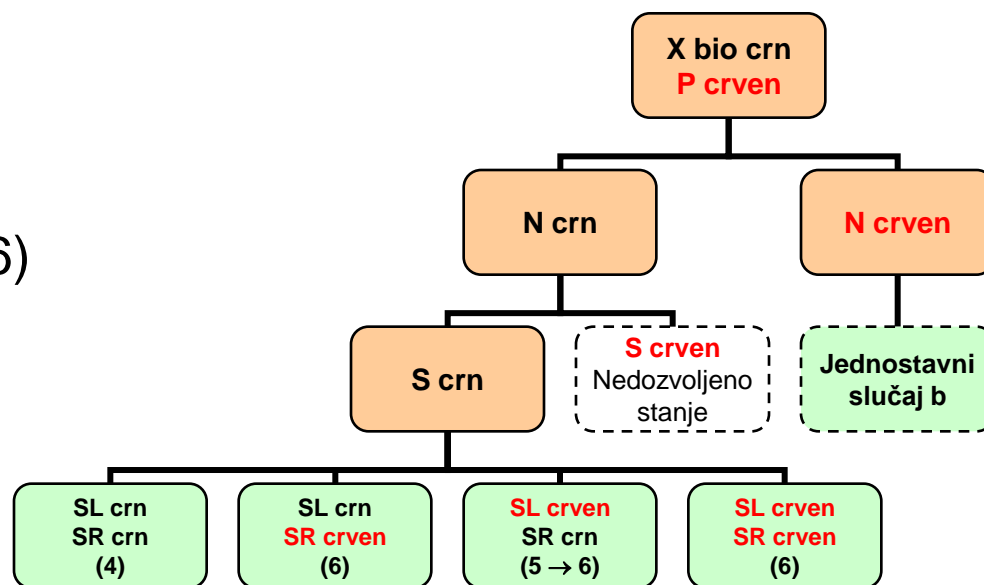 X bio crn
P crven
N crn
N crven
6)
S crn
S crven
Nedozvoljeno
stanje
Jednostavni
slučaj b
SL crn
SR crn
(4)
SL crn
SR crven
(6)
SL crven
SR crn
(5 → 6)
SL crven
SR crven
(6)